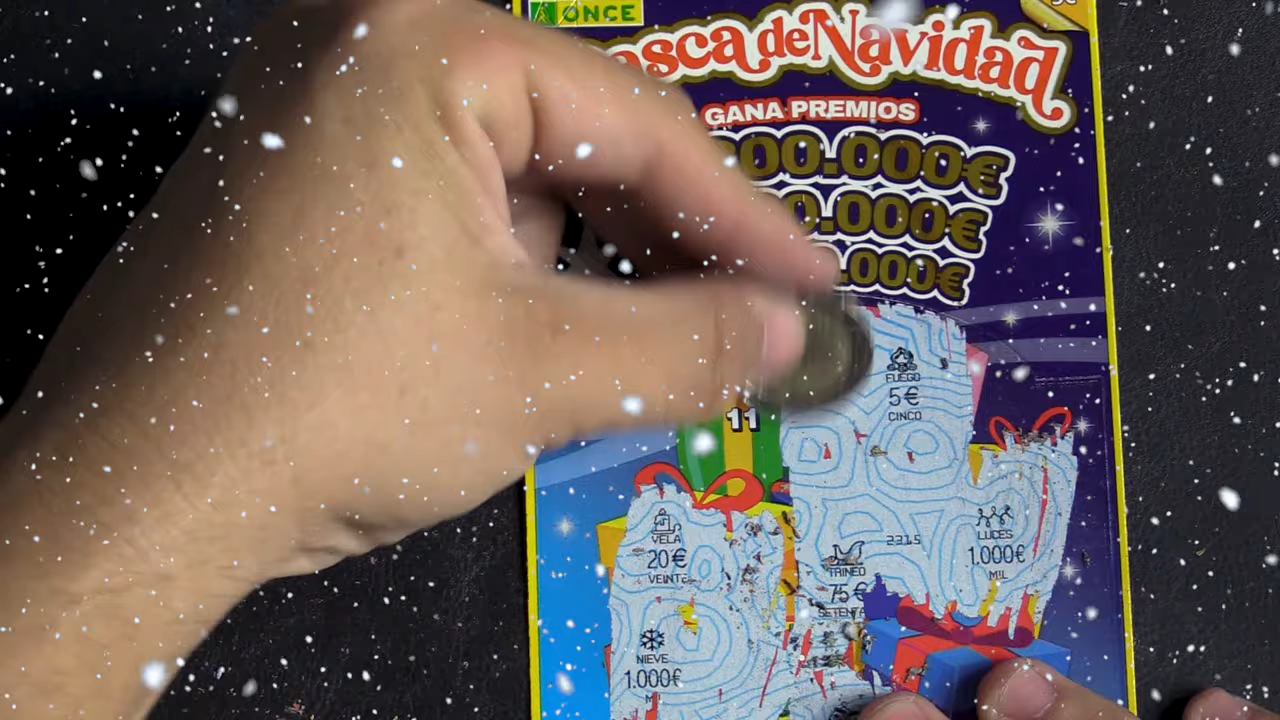 ONCE
5€
de Navidad
GANA PREMIOS
00.000€
0.000€
.000€
FUEGO
5€
CINCO
11
VELA
20€
TRINEO
75€
2315
LUCES
1.000€
MIL
NIEVE
1.000€